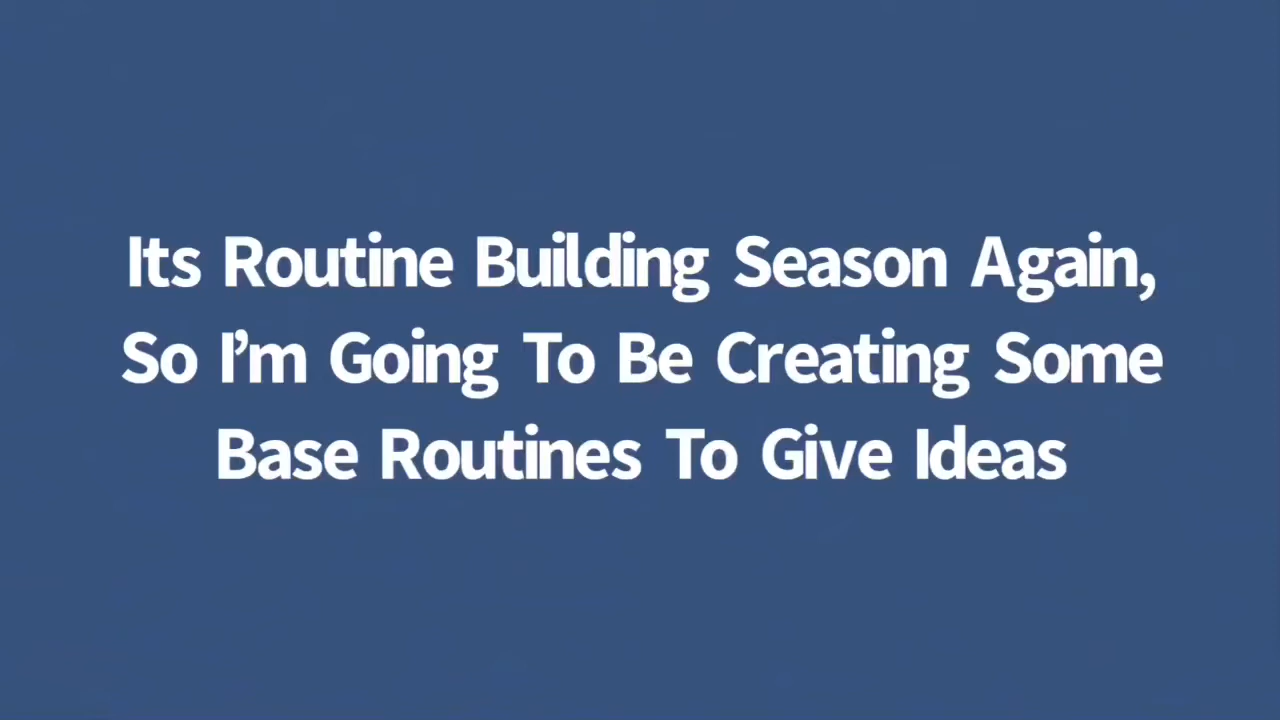 Its Routine Building Season Again,
So I’m Going To Be Creating Some
Base Routines To Give Ideas